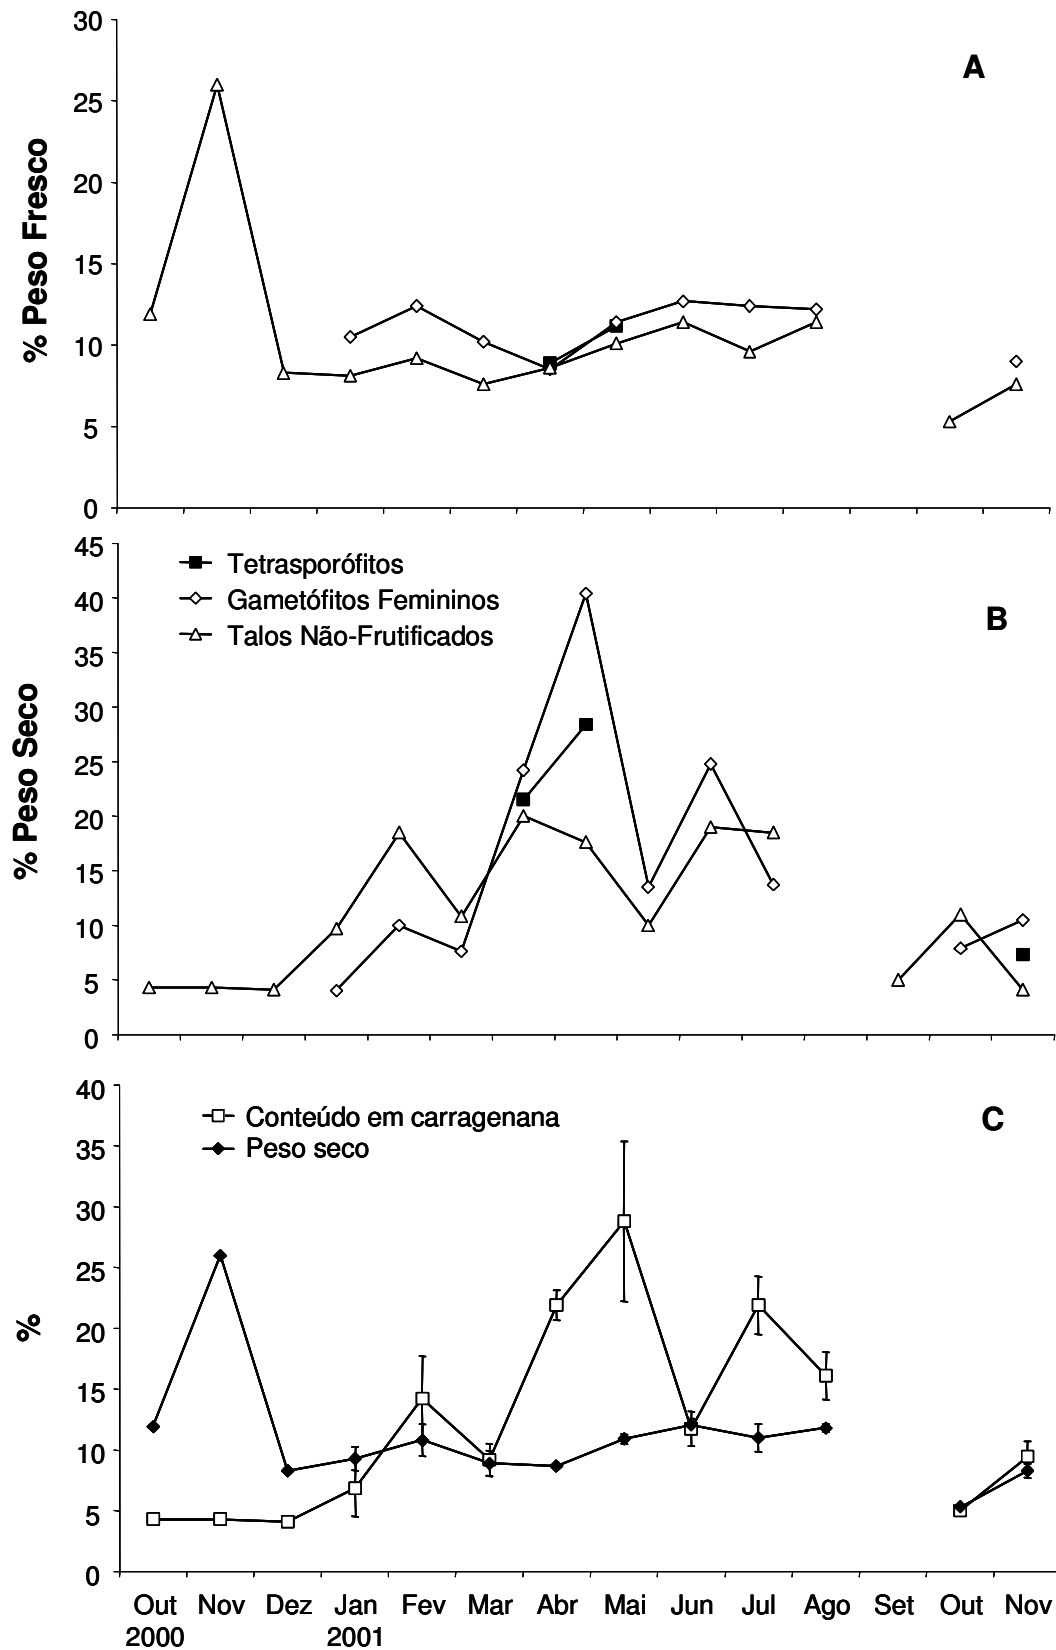 30
A
25
20
15
10
5
0
% Peso Fresco
45
Tetrasporófitos
40
Gametófitos Femininos
B
Talos Não-Frutificados
35
30
25
20
15
10
5
0
% Peso Seco
40
Conteúdo em carragenana
C
Peso seco
35
30
25
20
15
10
5
0
%
Out Nov Dez Jan Fev Mar Abr Mai Jun Jul Ago Set Out Nov
2000 2001